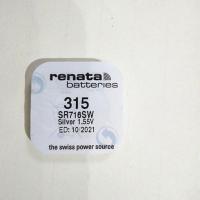 renata
batteries
315
SR716SW
Silver 1.55V
ED: 10/2021
the swiss power source